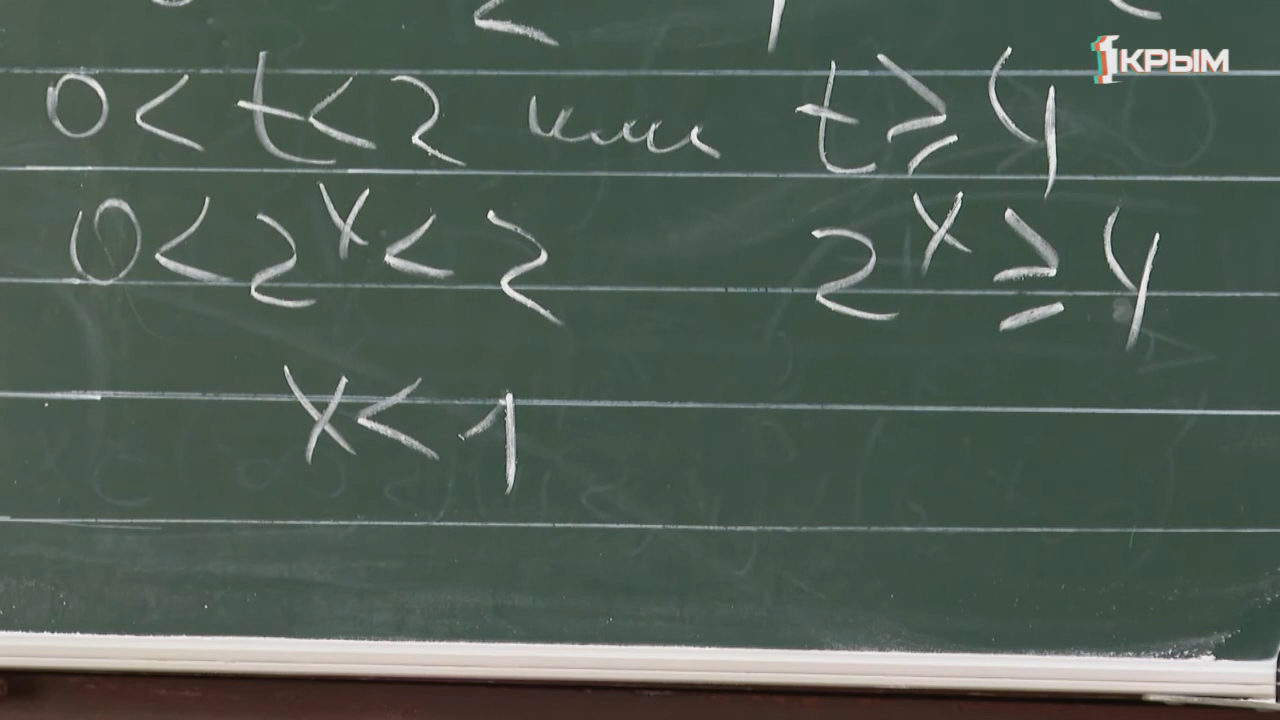 1КРЫМ
0 < t < 2 или t ≥ 4
0 < 2ˣ < 2 2ˣ ≥ 4
x < 1